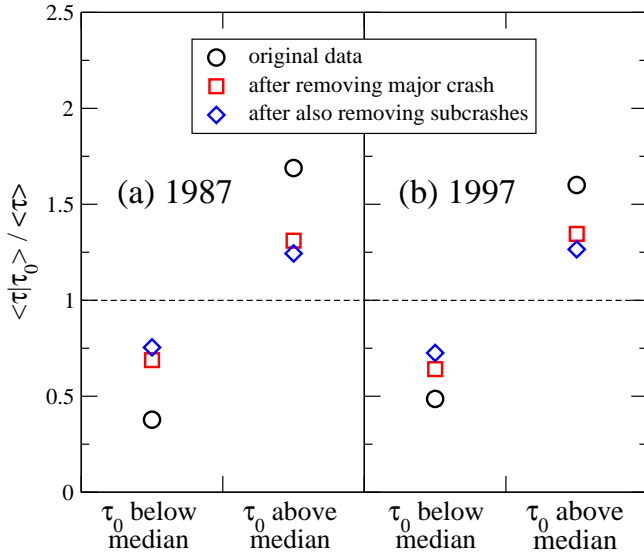 2.5
2
1.5
1
0.5
0
<τ|τ₀> / <τ>
original data
after removing major crash
after also removing subcrashes
(a) 1987
(b) 1997
τ₀ below median
τ₀ above median
τ₀ below median
τ₀ above median